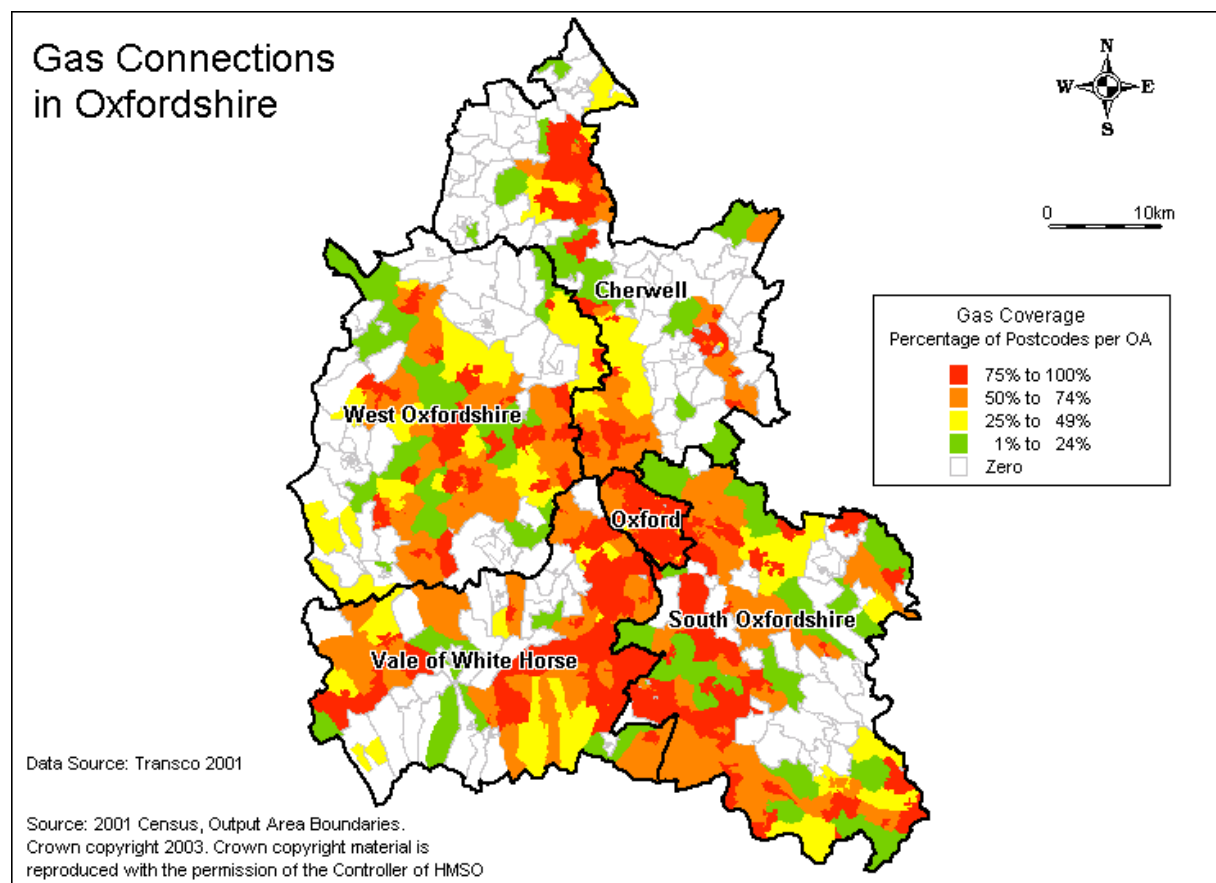 Gas Connections
in Oxfordshire
N
W E
S
0 10km
Cherwell
Gas Coverage
Percentage of Postcodes per OA
75% to 100%
50% to 74%
25% to 49%
1% to 24%
Zero
West Oxfordshire
Oxford
South Oxfordshire
Vale of White Horse
Data Source: Transco 2001
Source: 2001 Census, Output Area Boundaries.
Crown copyright 2003. Crown copyright material is
reproduced with the permission of the Controller of HMSO